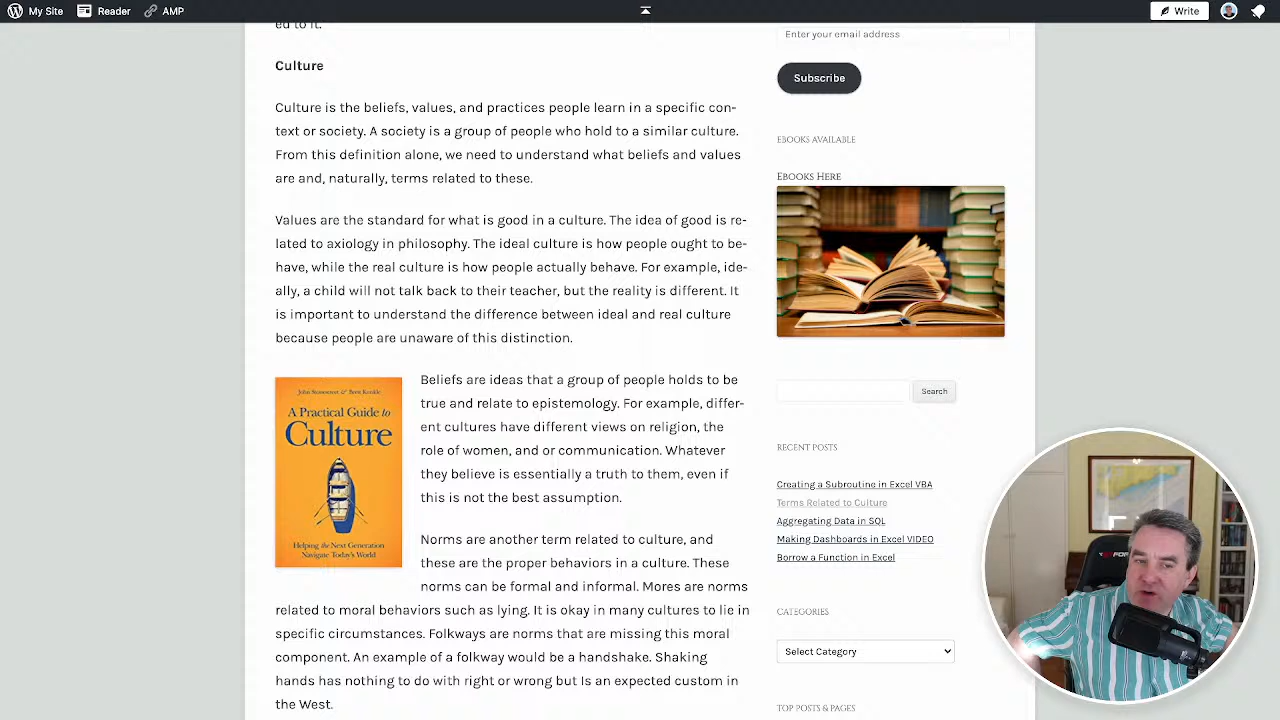 My Site
Reader
AMP
Write
ed to it.
Culture
Culture is the beliefs, values, and practices people learn in a specific con-
text or society. A society is a group of people who hold to a similar culture.
From this definition alone, we need to understand what beliefs and values
are and, naturally, terms related to these.
Values are the standard for what is good in a culture. The idea of good is re-
lated to axiology in philosophy. The ideal culture is how people ought to be-
have, while the real culture is how people actually behave. For example, ide-
ally, a child will not talk back to their teacher, but the reality is different. It
is important to understand the difference between ideal and real culture
because people are unaware of this distinction.
John Stonestreet & Brett Kunkle
A Practical Guide to
Culture
Helping the Next Generation
Navigate Today's World
Beliefs are ideas that a group of people holds to be
true and relate to epistemology. For example, differ-
ent cultures have different views on religion, the
role of women, and or communication. Whatever
they believe is essentially a truth to them, even if
this is not the best assumption.
Norms are another term related to culture, and
these are the proper behaviors in a culture. These
norms can be formal and informal. Mores are norms
related to moral behaviors such as lying. It is okay in many cultures to lie in
specific circumstances. Folkways are norms that are missing this moral
component. An example of a folkway would be a handshake. Shaking
hands has nothing to do with right or wrong but is an expected custom in
the West.
Enter your email address
Subscribe
EBOOKS AVAILABLE
EBOOKS HERE
Search
RECENT POSTS
Creating a Subroutine in Excel VBA
Terms Related to Culture
Aggregating Data in SQL
Making Dashboards in Excel VIDEO
Borrow a Function in Excel
CATEGORIES
Select Category
TOP POSTS & PAGES